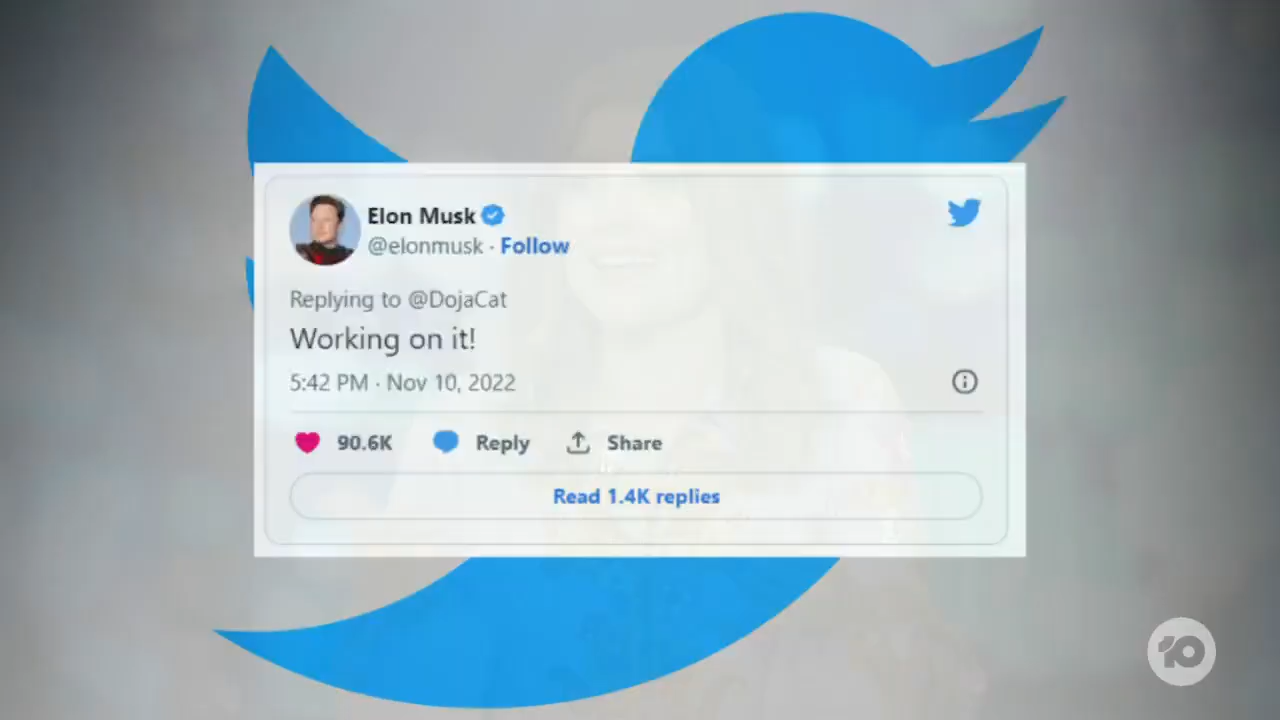 Elon Musk
@elonmusk · Follow
Replying to @DojaCat
Working on it!
5:42 PM · Nov 10, 2022
90.6K Reply Share
Read 1.4K replies
10